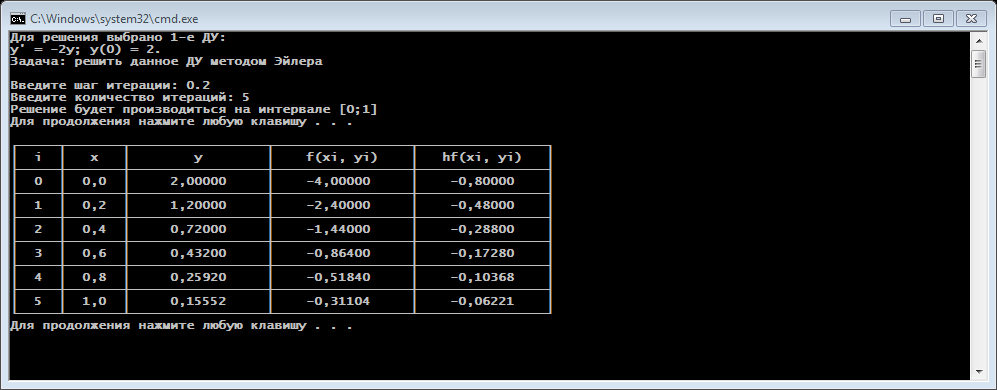 C:\Windows\system32\cmd.exe
Для решения выбрано 1-е ДУ:
y' = -2y; y(0) = 2.
Задача: решить данное ДУ методом Эйлера
Введите шаг итерации: 0.2
Введите количество итераций: 5
Решение будет производиться на интервале [0;1]
Для продолжения нажмите любую клавишу . . .
i x y f(xi, yi) hf(xi, yi)
0 0,0 2,00000 -4,00000 -0,80000
1 0,2 1,20000 -2,40000 -0,48000
2 0,4 0,72000 -1,44000 -0,28800
3 0,6 0,43200 -0,86400 -0,17280
4 0,8 0,25920 -0,51840 -0,10368
5 1,0 0,15552 -0,31104 -0,06221
Для продолжения нажмите любую клавишу . . .